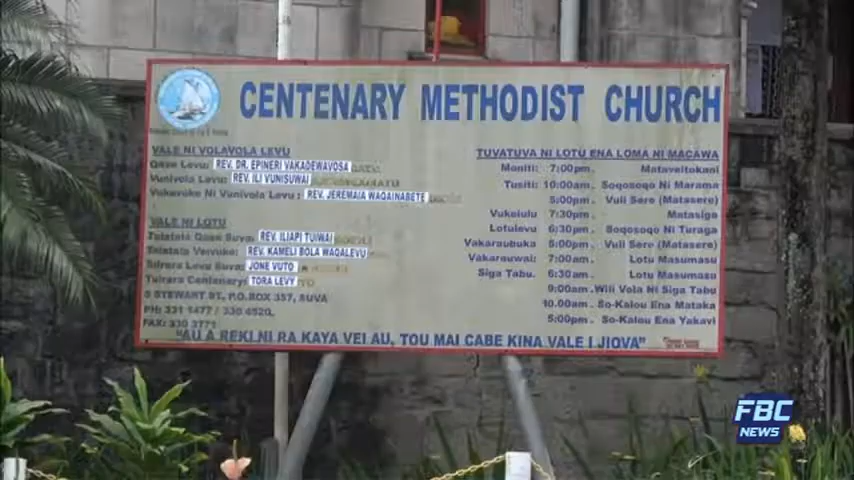 CENTENARY METHODIST CHURCH
VALE NI VOLAVOLA LEVU
Qase Levu: REV. DR. EPINERI VAKADEWAVOSA
Vunivola Levu: REV. ILI VUNISUWAI
Vukevuke Ni Vunivola Levu : REV. JEREMAIA WAQAINABETE
VALE NI LOTU
Talatala Qase Suva: REV. ILIAPI TUIWAI
Talatala Vevuke: REV. KAMELI BOLA WAQALEVU
Levu Suva: JONE VUTO
Tuirara Centenary: TORA LEVY
8 STEWART ST, P.O.BOX 357, SUVA
PH: 331 1477 / 330 4520,
FAX: 330 3771
TUVATUVA NI LOTU ENA LOMA NI MACAWA
Moniti: 7:00pm. Mataveitokani
Tusiti: 10:00am. Soqosoqo Ni Marama
5:00pm. Vuli Sere (Matasere)
Vukelulu 7:30pm. Matasiga
Lotulevu 6:30pm. Soqosoqo Ni Turaga
Vakaraubuka 6:00pm. Vuli Sere (Matasere)
Vakarauwai: 7:00am. Lotu Masumasu
Siga Tabu. 6:30am. Lotu Masumasu
9:00am. Wili Vola Ni Siga Tabu
10.00am. So-Kalou Ena Mataka
5:00pm. So-Kalou Ena Yakavi
"AU A REKI NI RA KAYA VEI AU, TOU MAI CABE KINA VALE I JIOVA"
FBC
NEWS